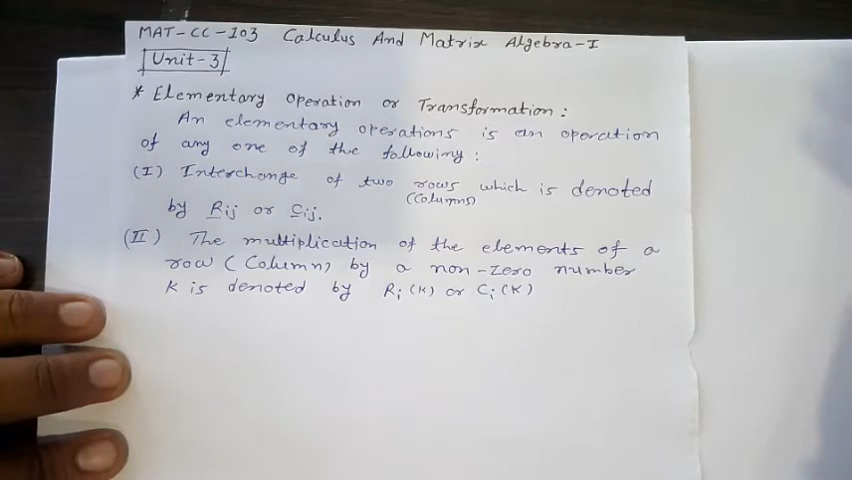 MAT-CC-103 Calculus And Matrix Algebra-I
Unit-3
* Elementary Operation or Transformation:
An elementary operations is an operation
of any one of the following:
(I) Interchange of two rows which is denoted
(Columns)
by Rij or Cij.
(II) The multiplication of the elements of a
row (Column) by a non-zero number
K is denoted by Ri(K) or Ci(K)